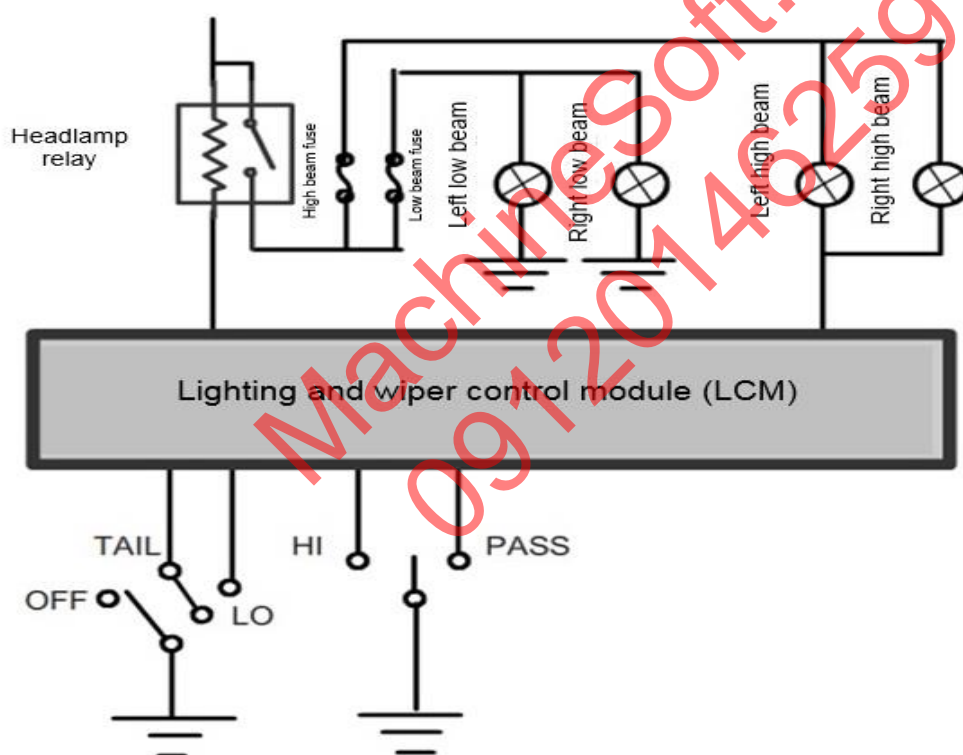 Headlamp
relay
High beam fuse
Low beam fuse
Left low beam
Right low beam
Left high beam
Right high beam
Lighting and wiper control module (LCM)
TAIL
HI
PASS
OFF
LO
MachineSoft.
09120146259